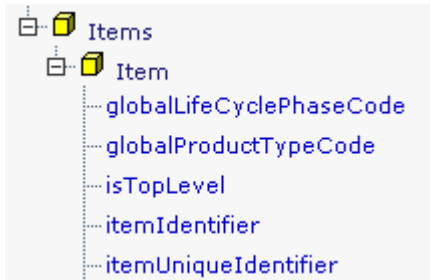 Items
Item
globalLifeCyclePhaseCode
globalProductTypeCode
isTopLevel
itemIdentifier
itemUniqueIdentifier